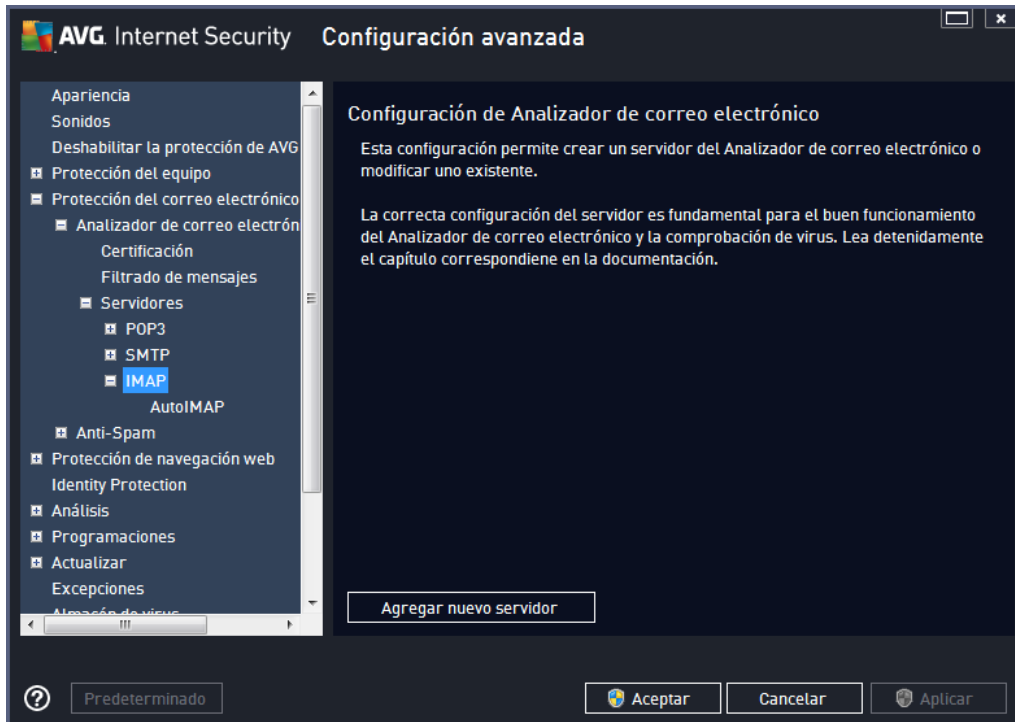 AVG. Internet Security
Configuración avanzada
Apariencia
Sonidos
Deshabilitar la protección de AVG
Protección del equipo
Protección del correo electrónico
Analizador de correo electrón
Certificación
Filtrado de mensajes
Servidores
POP3
SMTP
IMAP
AutoIMAP
Anti-Spam
Protección de navegación web
Identity Protection
Análisis
Programaciones
Actualizar
Excepciones
Almacén de virus
Configuración de Analizador de correo electrónico
Esta configuración permite crear un servidor del Analizador de correo electrónico o
modificar uno existente.
La correcta configuración del servidor es fundamental para el buen funcionamiento
del Analizador de correo electrónico y la comprobación de virus. Lea detenidamente
el capítulo correspondiene en la documentación.
Agregar nuevo servidor
Predeterminado
Aceptar
Cancelar
Aplicar